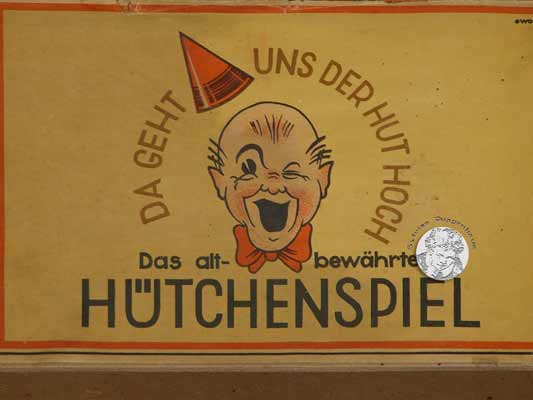 DA GEHT UNS DER HUT HOCH
Das alt-bewährte
HÜTCHENSPIEL